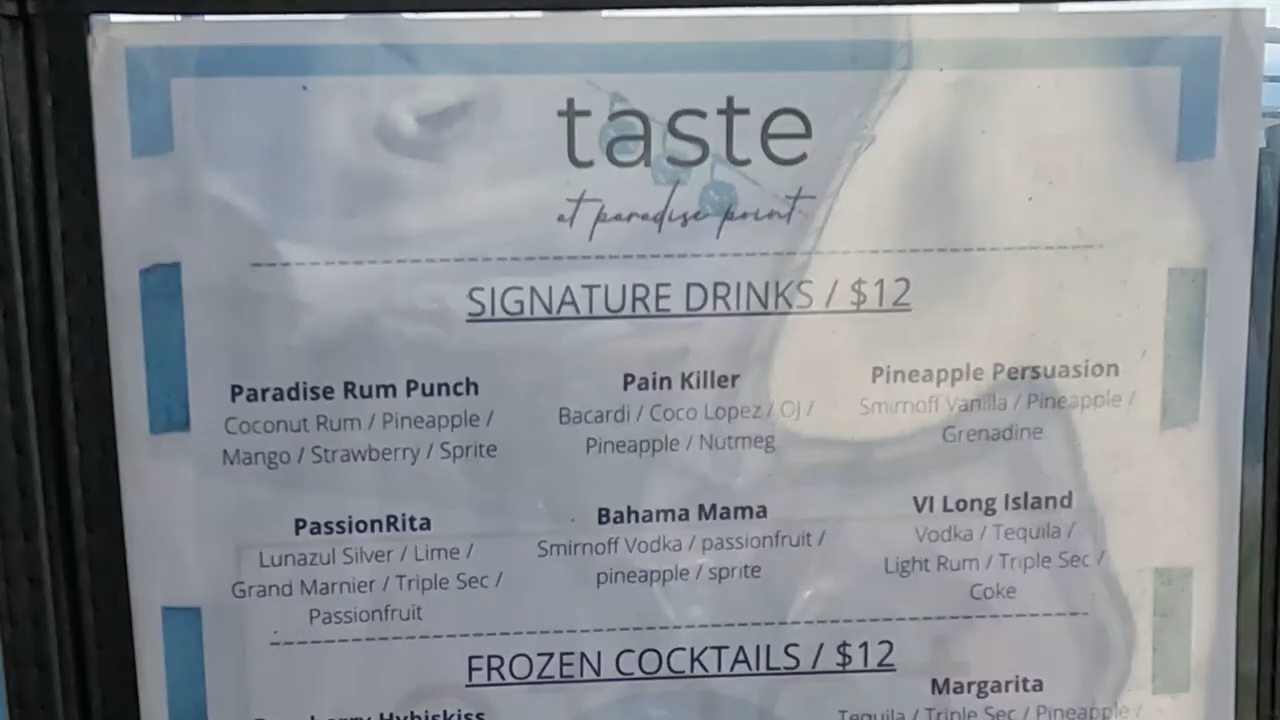 taste
at paradise point
SIGNATURE DRINKS / $12
Paradise Rum Punch
Coconut Rum / Pineapple /
Mango / Strawberry / Sprite
Pain Killer
Bacardi / Coco Lopez / OJ /
Pineapple / Nutmeg
Pineapple Persuasion
Smirnoff Vanilla / Pineapple /
Grenadine
PassionRita
Lunazul Silver / Lime /
Grand Marnier / Triple Sec /
Passionfruit
Bahama Mama
Smirnoff Vodka / passionfruit /
pineapple / sprite
VI Long Island
Vodka / Tequila /
Light Rum / Triple Sec /
Coke
FROZEN COCKTAILS / $12
Hybiskiss
Margarita
Tequila / Triple Sec / Pineapple /